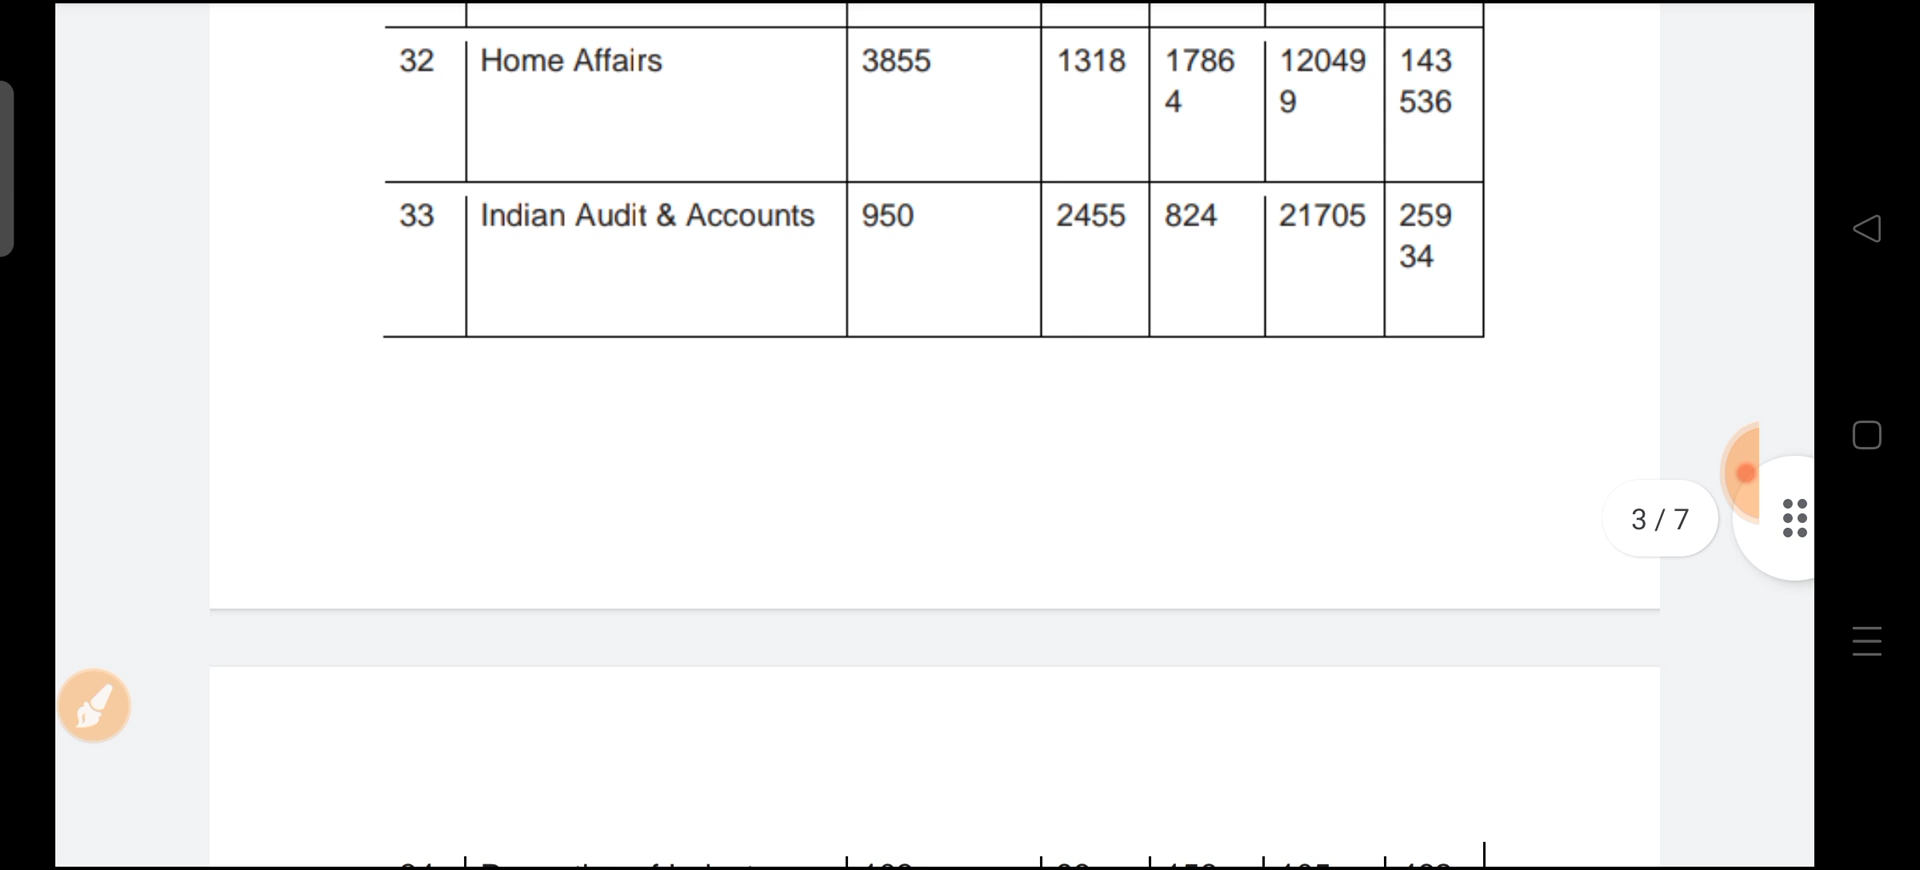 32 Home Affairs 3855 1318 1786 12049 143
4 9 536
33 Indian Audit & Accounts 950 2455 824 21705 259
34
3 / 7